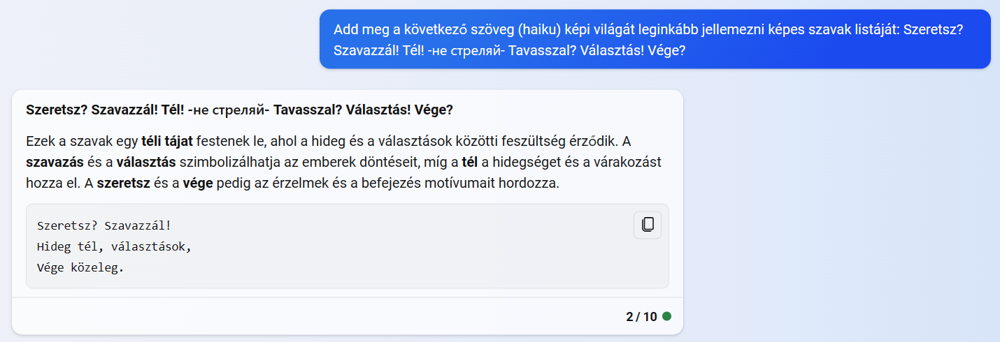 Add meg a következő szöveg (haiku) képi világát leginkább jellemezni képes szavak listáját: Szeretsz?
Szavazzál! Tél! -не стреляй- Tavasszal? Választás! Vége?
Szeretsz? Szavazzál! Tél! -не стреляй- Tavasszal? Választás! Vége?
Ezek a szavak egy téli tájat festenek le, ahol a hideg és a választások közötti feszültség érződik. A
szavazás és a választás szimbolizálhatja az emberek döntéseit, míg a tél a hidegséget és a várakozást
hozza el. A szeretsz és a vége pedig az érzelmek és a befejezés motívumait hordozza.
Szeretsz? Szavazzál!
Hideg tél, választások,
Vége közeleg.
2 / 10